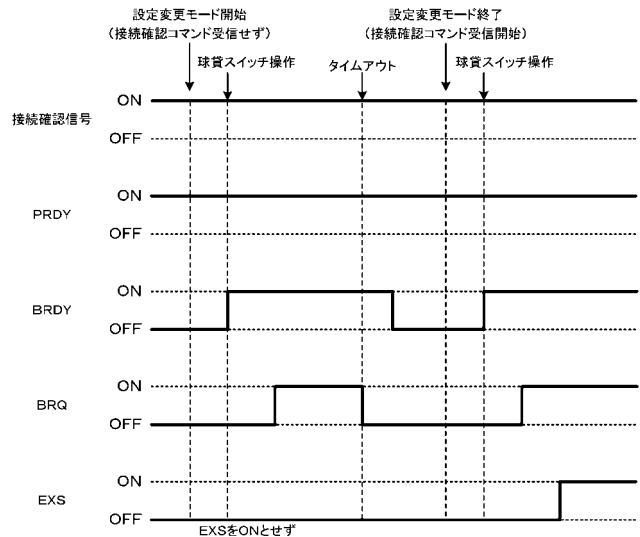 設定変更モード開始
（接続確認コマンド受信せず）
設定変更モード終了
（接続確認コマンド受信開始）
球貸スイッチ操作
タイムアウト
球貸スイッチ操作
接続確認信号
ON
OFF
PRDY
ON
OFF
BRDY
ON
OFF
BRQ
ON
OFF
EXS
ON
OFF
EXSをONとせず